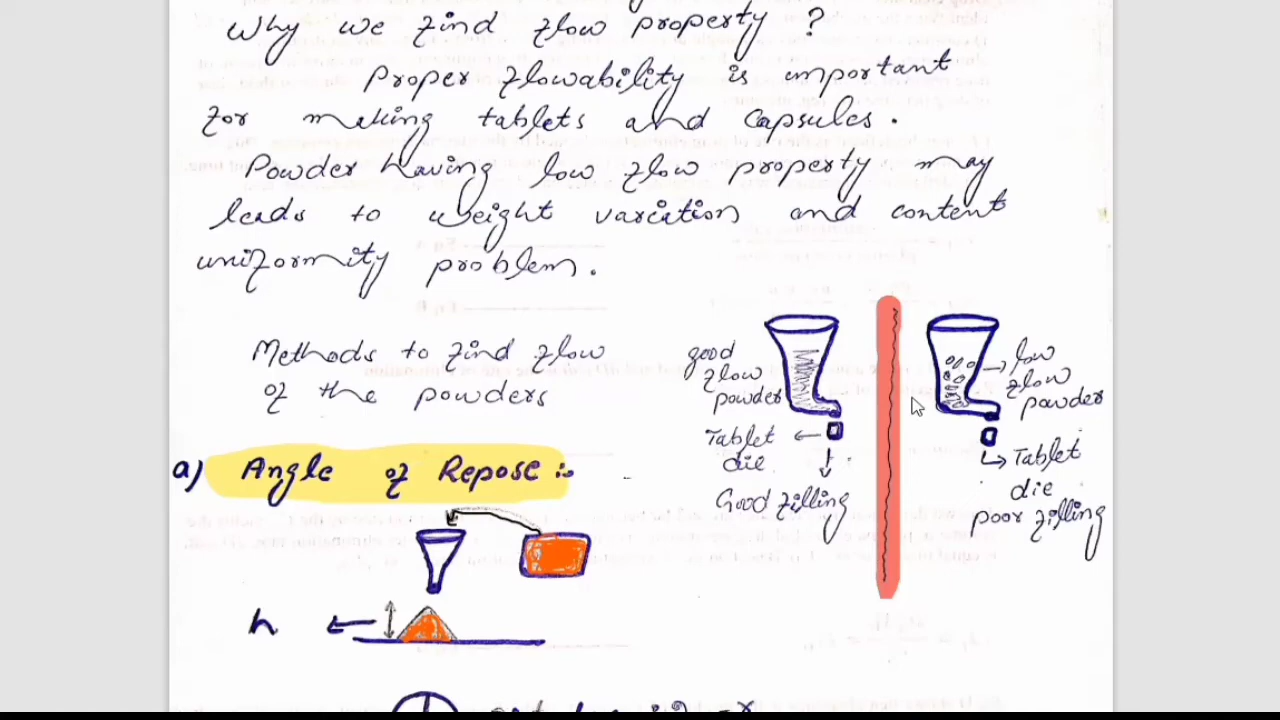 Why we find flow property ?
Proper flowability is important
for making tablets and capsules.
Powder having low flow property may
leads to weight variation and content
uniformity problem.
Methods to find flow
of the powders
good
flow
powder
Tablet
die
Good filling
low
flow
powder
Tablet
die
poor filling
a) Angle of Repose :-
h